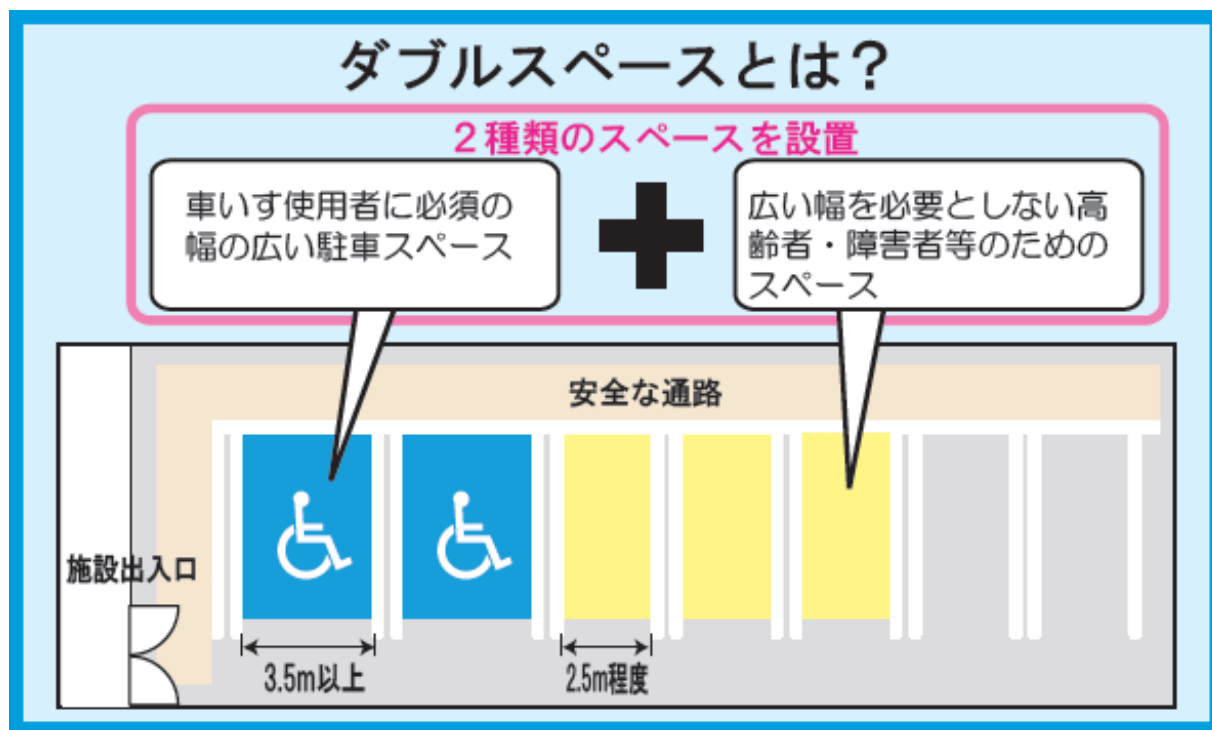 ダブルスペースとは？
２種類のスペースを設置
車いす使用者に必須の
幅の広い駐車スペース
広い幅を必要としない高
齢者・障害者等のための
スペース
安全な通路
施設出入口
3.5m以上
2.5m程度